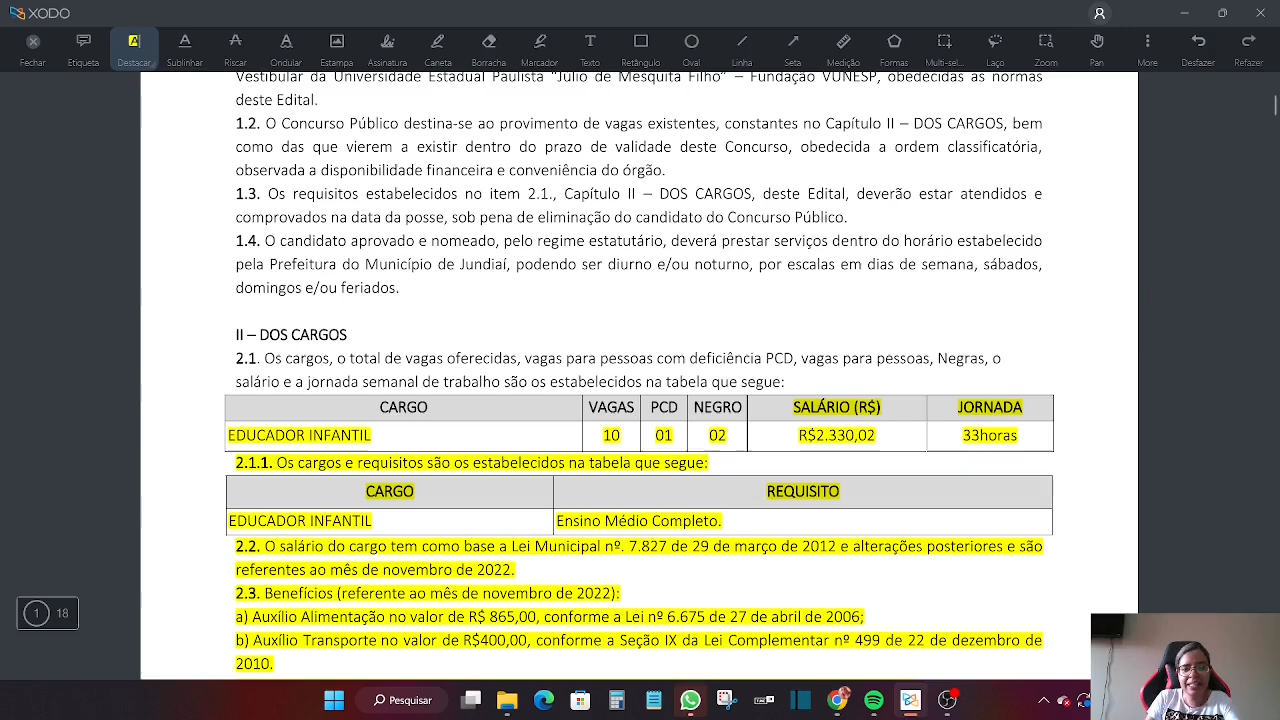 XODO
Fechar Etiqueta Destacar Sublinhar Riscar Ondular Estampa Assinatura Caneta Borracha Marcador Texto Retângulo Oval Linha Seta Medição Formas Multi-sel... Laço Zoom Pan More Desfazer Refazer
Vestibular da Universidade Estadual Paulista “Júlio de Mesquita Filho” – Fundação VUNESP, obedecidas as normas
deste Edital.
1.2. O Concurso Público destina-se ao provimento de vagas existentes, constantes no Capítulo II – DOS CARGOS, bem
como das que vierem a existir dentro do prazo de validade deste Concurso, obedecida a ordem classificatória,
observada a disponibilidade financeira e conveniência do órgão.
1.3. Os requisitos estabelecidos no item 2.1., Capítulo II – DOS CARGOS, deste Edital, deverão estar atendidos e
comprovados na data da posse, sob pena de eliminação do candidato do Concurso Público.
1.4. O candidato aprovado e nomeado, pelo regime estatutário, deverá prestar serviços dentro do horário estabelecido
pela Prefeitura do Município de Jundiaí, podendo ser diurno e/ou noturno, por escalas em dias de semana, sábados,
domingos e/ou feriados.
II – DOS CARGOS
2.1. Os cargos, o total de vagas oferecidas, vagas para pessoas com deficiência PCD, vagas para pessoas, Negras, o
salário e a jornada semanal de trabalho são os estabelecidos na tabela que segue:
CARGO VAGAS PCD NEGRO SALÁRIO (R$) JORNADA
EDUCADOR INFANTIL 10 01 02 R$2.330,02 33horas
2.1.1. Os cargos e requisitos são os estabelecidos na tabela que segue:
CARGO REQUISITO
EDUCADOR INFANTIL Ensino Médio Completo.
2.2. O salário do cargo tem como base a Lei Municipal nº. 7.827 de 29 de março de 2012 e alterações posteriores e são
referentes ao mês de novembro de 2022.
2.3. Benefícios (referente ao mês de novembro de 2022):
a) Auxílio Alimentação no valor de R$ 865,00, conforme a Lei nº 6.675 de 27 de abril de 2006;
b) Auxílio Transporte no valor de R$400,00, conforme a Seção IX da Lei Complementar nº 499 de 22 de dezembro de
2010.
1 18
Pesquisar